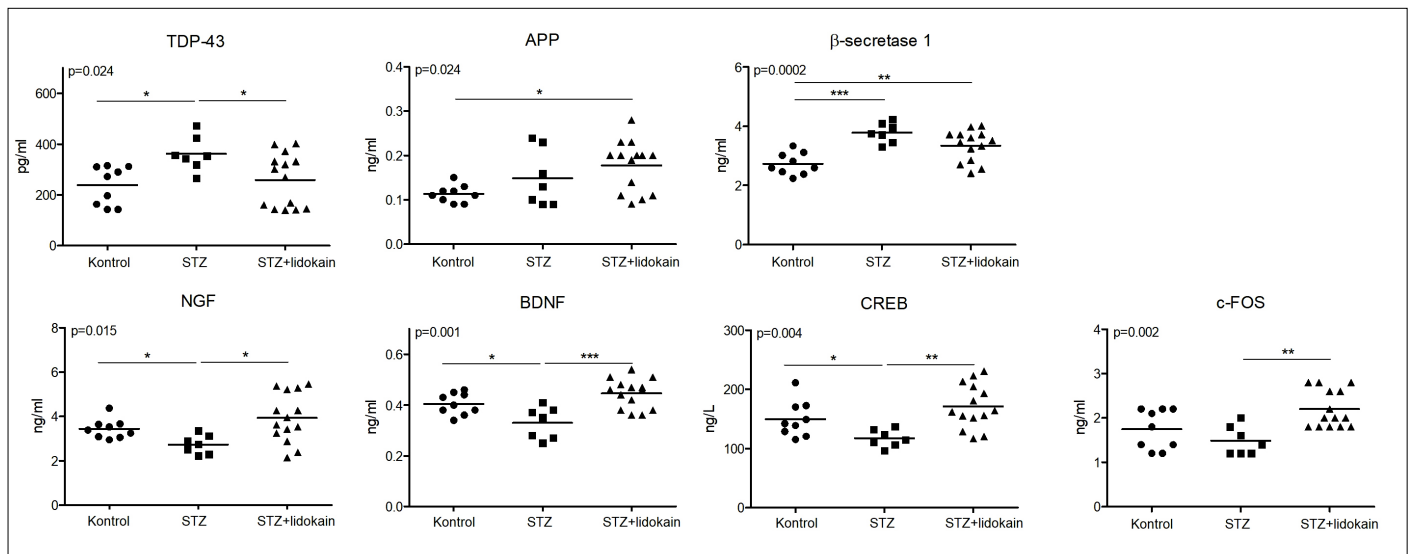 TDP-43
p=0.024
600
*
*
400
pg/ml
200
0
Kontrol
STZ
STZ+lidokain
APP
0.4
p=0.024
0.3
*
ng/ml
0.2
0.1
0.0
Kontrol
STZ
STZ+lidokain
β-secretase 1
6
p=0.0002
**
***
4
ng/ml
2
0
Kontrol
STZ
STZ+lidokain
NGF
8
p=0.015
*
*
6
ng/ml
4
2
0
Kontrol
STZ
STZ+lidokain
BDNF
p=0.001
0.6
*
***
0.4
ng/ml
0.2
0.0
Kontrol
STZ
STZ+lidokain
CREB
300
p=0.004
*
**
200
ng/L
100
0
Kontrol
STZ
STZ+lidokain
c-FOS
4
p=0.002
**
3
ng/ml
2
1
0
Kontrol
STZ
STZ+lidokain